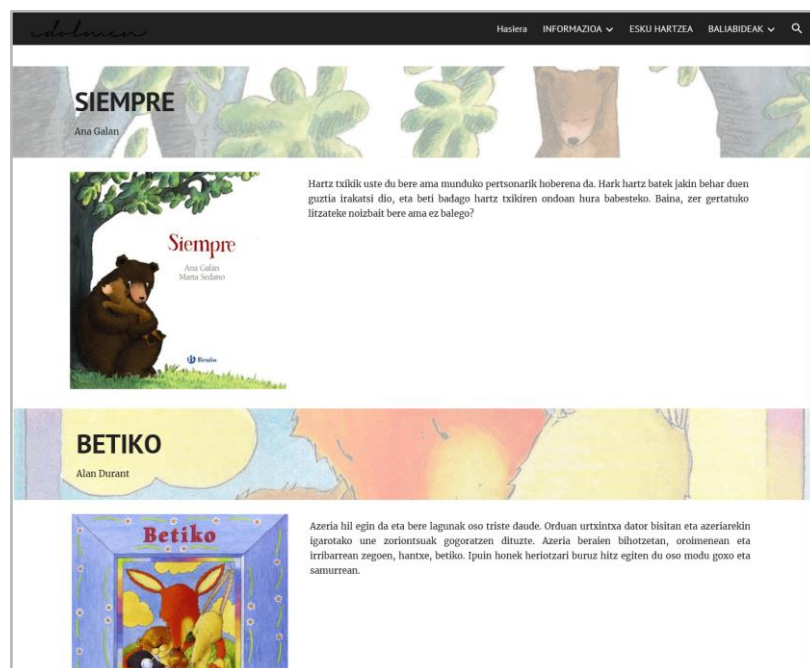 idolmen
Hasiera INFORMAZIOA ESKU HARTZEA BALIABIDEAK
SIEMPRE
Ana Galan
Siempre
Ana Galán
Marta Sedano
Bruño
Hartz txikik uste du bere ama munduko pertsonarik hoberena da. Hark hartz batek jakin behar duen
guztia irakatsi dio, eta beti badago hartz txikiren ondoan hura babesteko. Baina, zer gertatuko
litzateke noizbait bere ama ez balego?
BETIKO
Alan Durant
Betiko
Azeria hil egin da eta bere lagunak oso triste daude. Orduan urtxintxa dator bisitan eta azeriarekin
igarotako une zoriontsuak gogoratzen dituzte. Azeria beraien bihotzetan, oroimenean eta
irribarrean zegoen, hantxe, betiko. Ipuin honek heriotzari buruz hitz egiten du oso modu goxo eta
samurrean.